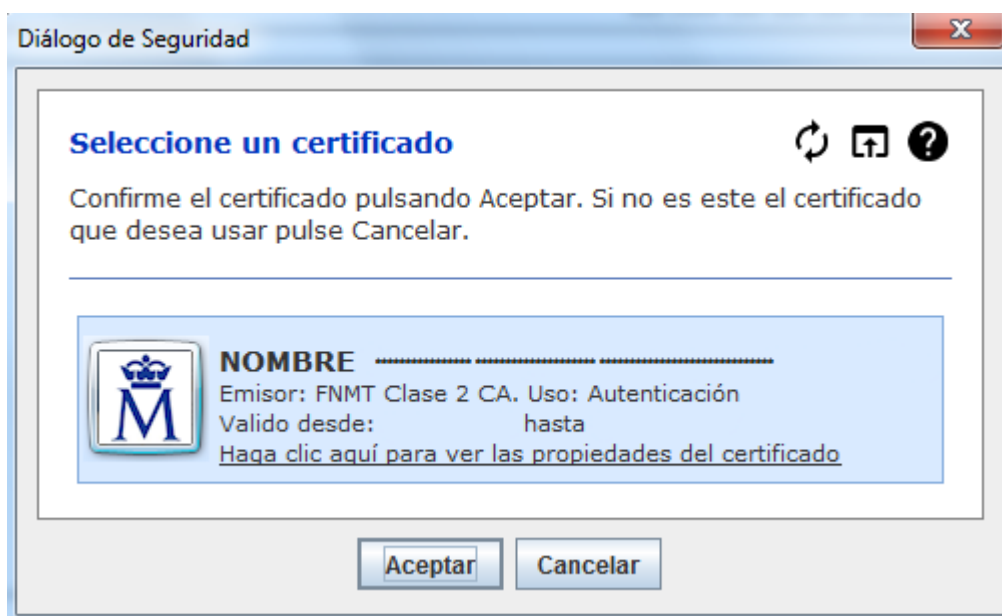 Diálogo de Seguridad
Seleccione un certificado
Confirme el certificado pulsando Aceptar. Si no es este el certificado
que desea usar pulse Cancelar.
NOMBRE
Emisor: FNMT Clase 2 CA. Uso: Autenticación
Valido desde: hasta
Haga clic aquí para ver las propiedades del certificado
Aceptar Cancelar